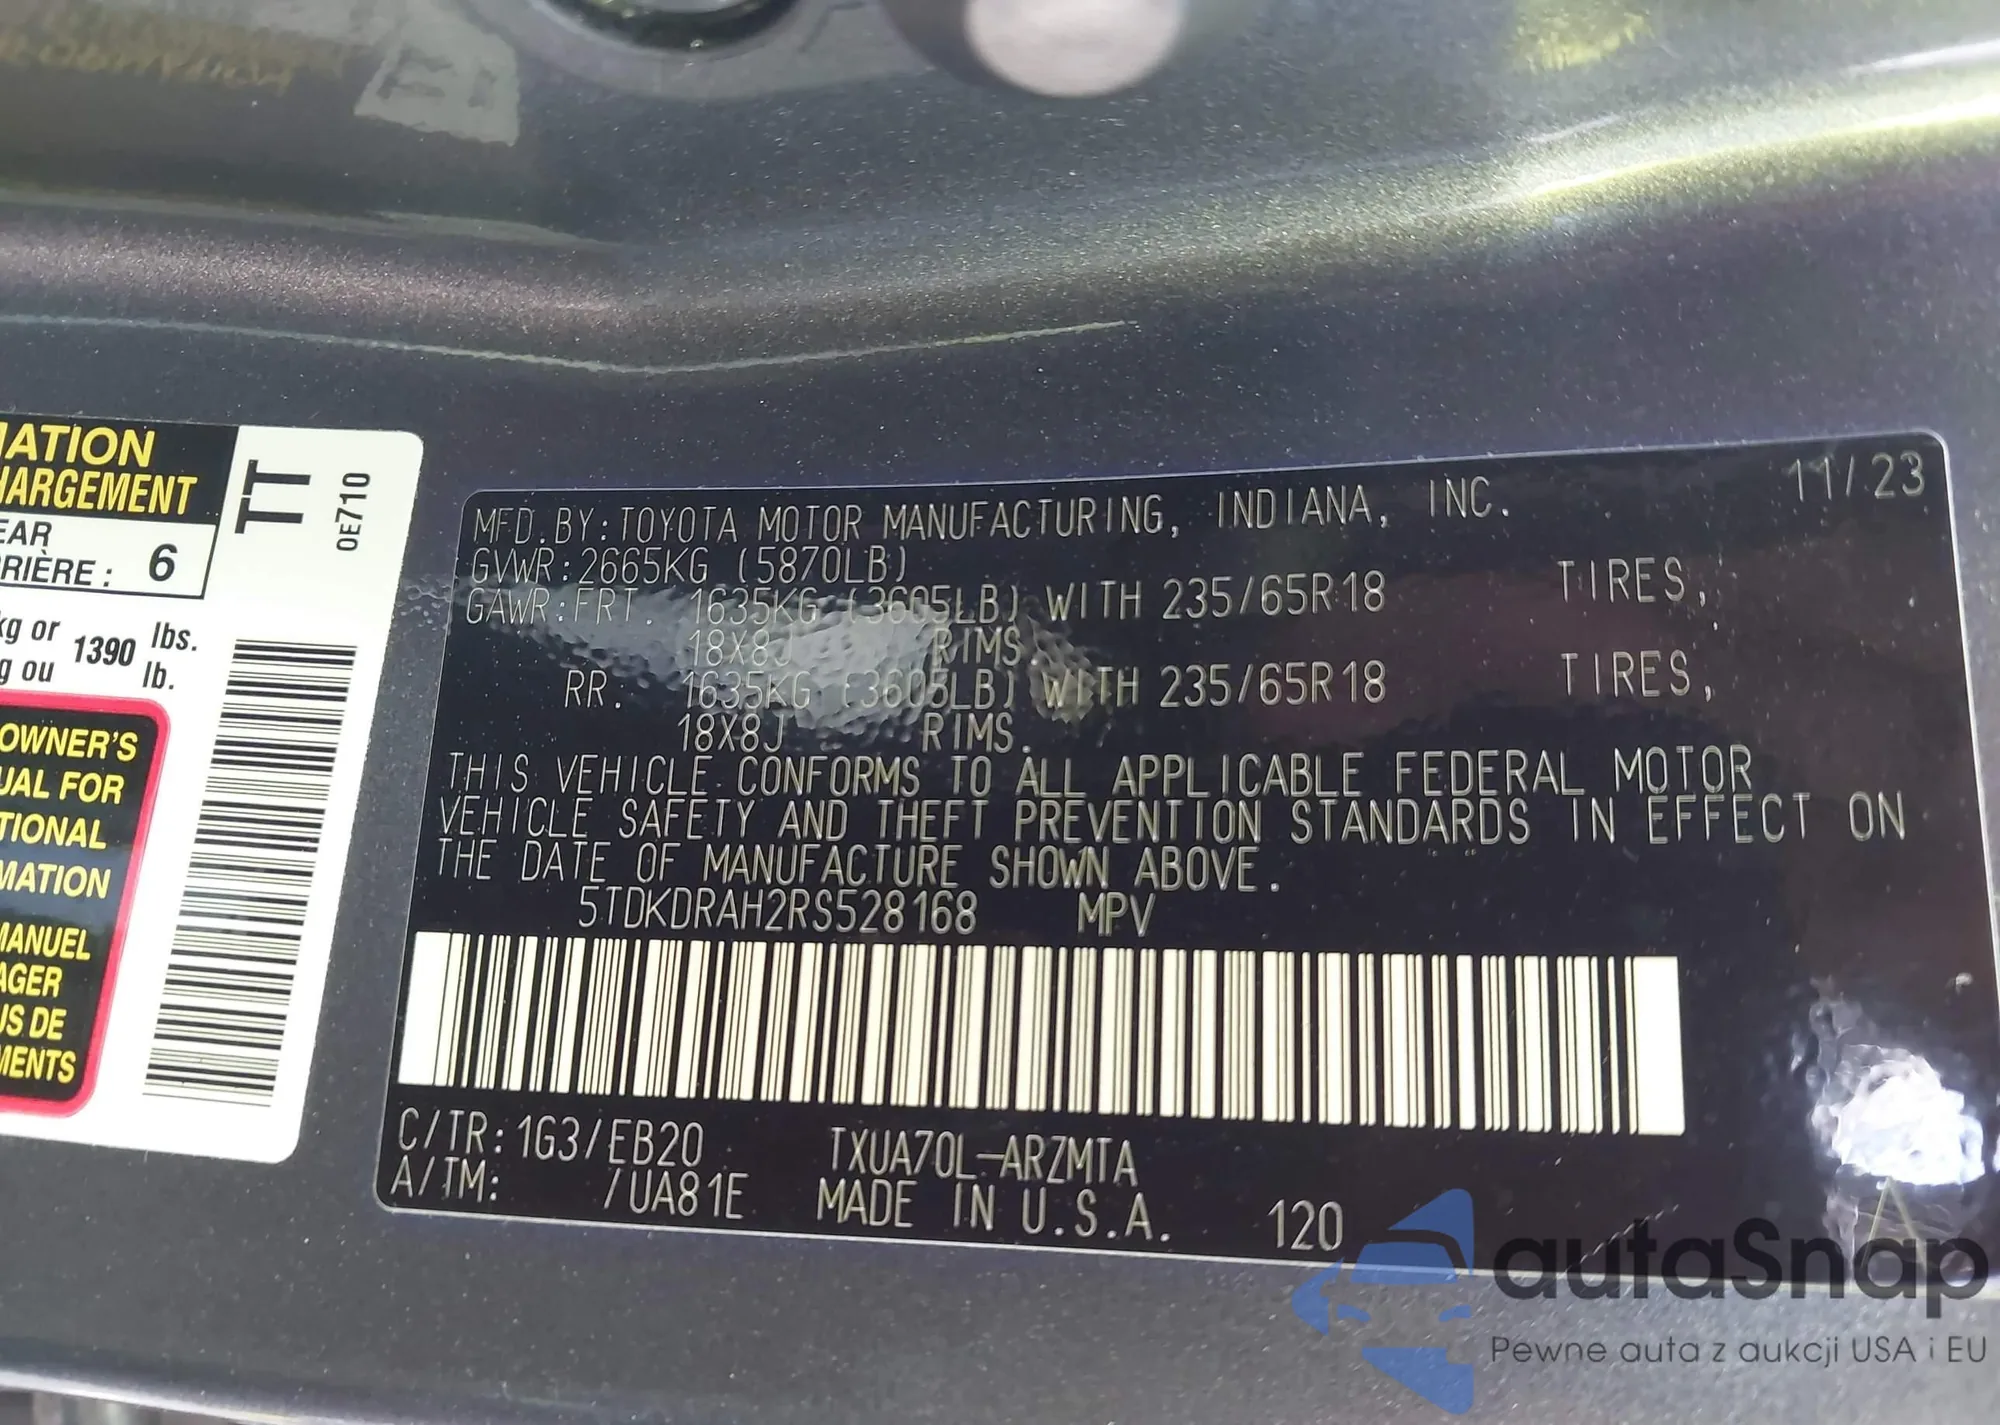 MATION
HARGEMENT
EAR
RRIÈRE : 6
kg or 1390 lbs.
g ou lb.
OWNER'S
UAL FOR
TIONAL
MATION
MANUEL
AGER
US DE
MENTS
TT
0E710
11/23
MFD.BY:TOYOTA MOTOR MANUFACTURING, INDIANA, INC.
GVWR:2665KG (5870LB)
GAWR:FRT. 1635KG (3605LB) WITH 235/65R18 TIRES,
18X8J RIMS,
RR. 1635KG (3605LB) WITH 235/65R18 TIRES,
18X8J RIMS.
THIS VEHICLE CONFORMS TO ALL APPLICABLE FEDERAL MOTOR
VEHICLE SAFETY AND THEFT PREVENTION STANDARDS IN EFFECT ON
THE DATE OF MANUFACTURE SHOWN ABOVE.
5TDKDRAH2RS528168 MPV
C/TR:1G3/EB20 TXUA70L-ARZMTA
A/TM: /UA81E MADE IN U.S.A. 120
A
autaSnap
Pewne auta z aukcji USA i EU